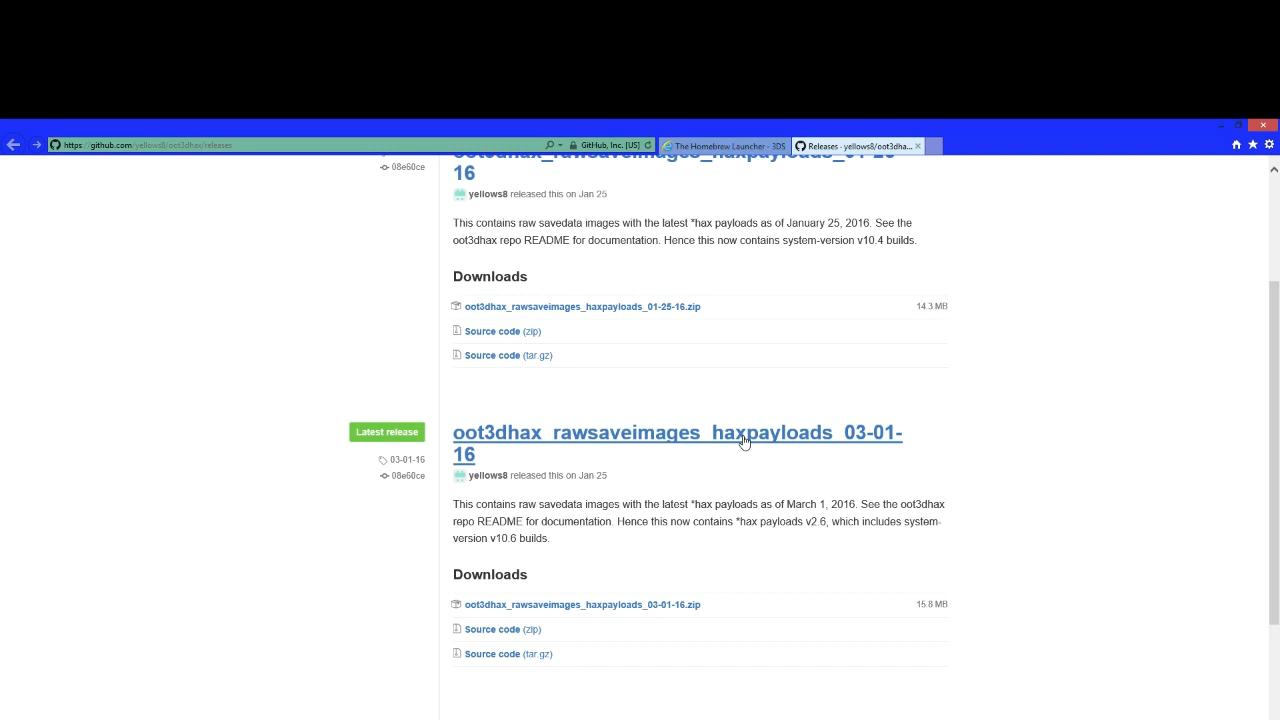 https://github.com/yellows8/oot3dhax/releases
GitHub, Inc. [US]
The Homebrew Launcher - 3DS
Releases · yellows8/oot3dha...
oot3dhax_rawsaveimages_haxpayloads_01-25-
16
08e60ce
yellows8 released this on Jan 25
This contains raw savedata images with the latest *hax payloads as of January 25, 2016. See the
oot3dhax repo README for documentation. Hence this now contains system-version v10.4 builds.
Downloads
oot3dhax_rawsaveimages_haxpayloads_01-25-16.zip 14.3 MB
Source code (zip)
Source code (tar.gz)
Latest release
03-01-16
08e60ce
oot3dhax_rawsaveimages_haxpayloads_03-01-
16
yellows8 released this on Jan 25
This contains raw savedata images with the latest *hax payloads as of March 1, 2016. See the oot3dhax
repo README for documentation. Hence this now contains *hax payloads v2.6, which includes system-
version v10.6 builds.
Downloads
oot3dhax_rawsaveimages_haxpayloads_03-01-16.zip 15.8 MB
Source code (zip)
Source code (tar.gz)